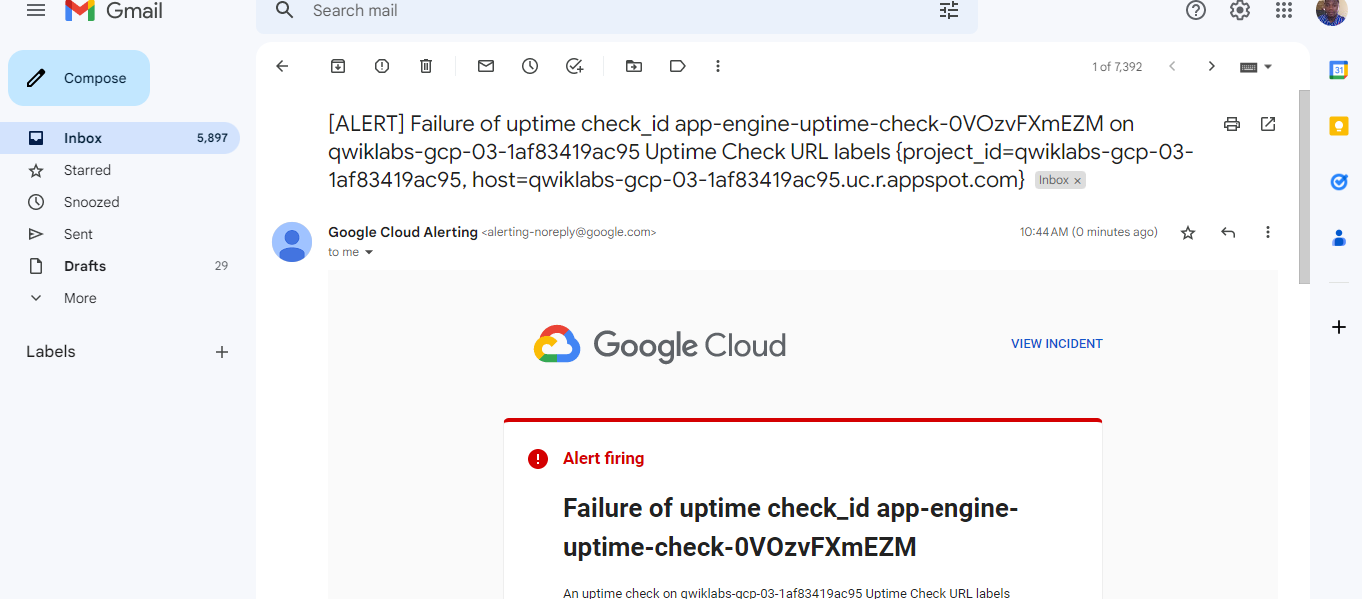 Gmail
Search mail
Compose
1 of 7,392
31
Inbox 5,897
Starred
Snoozed
Sent
Drafts 29
More
Labels
[ALERT] Failure of uptime check_id app-engine-uptime-check-0VOzvFXmEZM on
qwiklabs-gcp-03-1af83419ac95 Uptime Check URL labels {project_id=qwiklabs-gcp-03-
1af83419ac95, host=qwiklabs-gcp-03-1af83419ac95.uc.r.appspot.com} Inbox ×
Google Cloud Alerting <alerting-noreply@google.com> 10:44 AM (0 minutes ago)
to me
Google Cloud VIEW INCIDENT
Alert firing
Failure of uptime check_id app-engine-
uptime-check-0VOzvFXmEZM
An uptime check on qwiklabs-gcp-03-1af83419ac95 Uptime Check URL labels